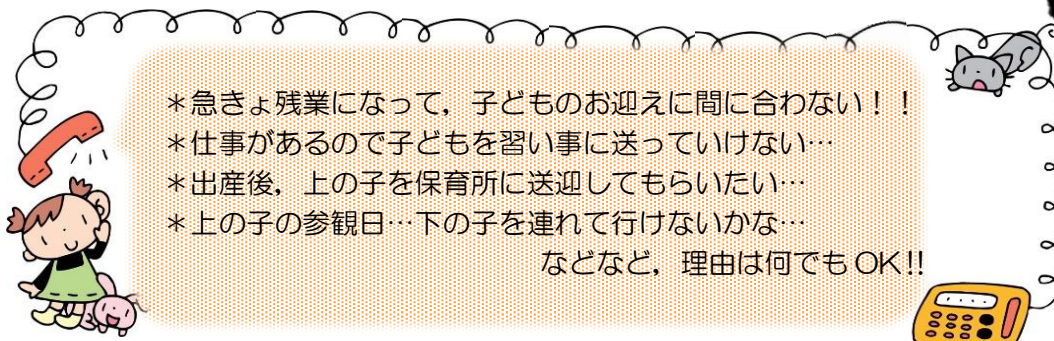 ＊急きょ残業になって，子どものお迎えに間に合わない！！
＊仕事があるので子どもを習い事に送っていけない…
＊出産後，上の子を保育所に送迎してもらいたい…
＊上の子の参観日…下の子を連れて行けないかな…
などなど，理由は何でもOK!!